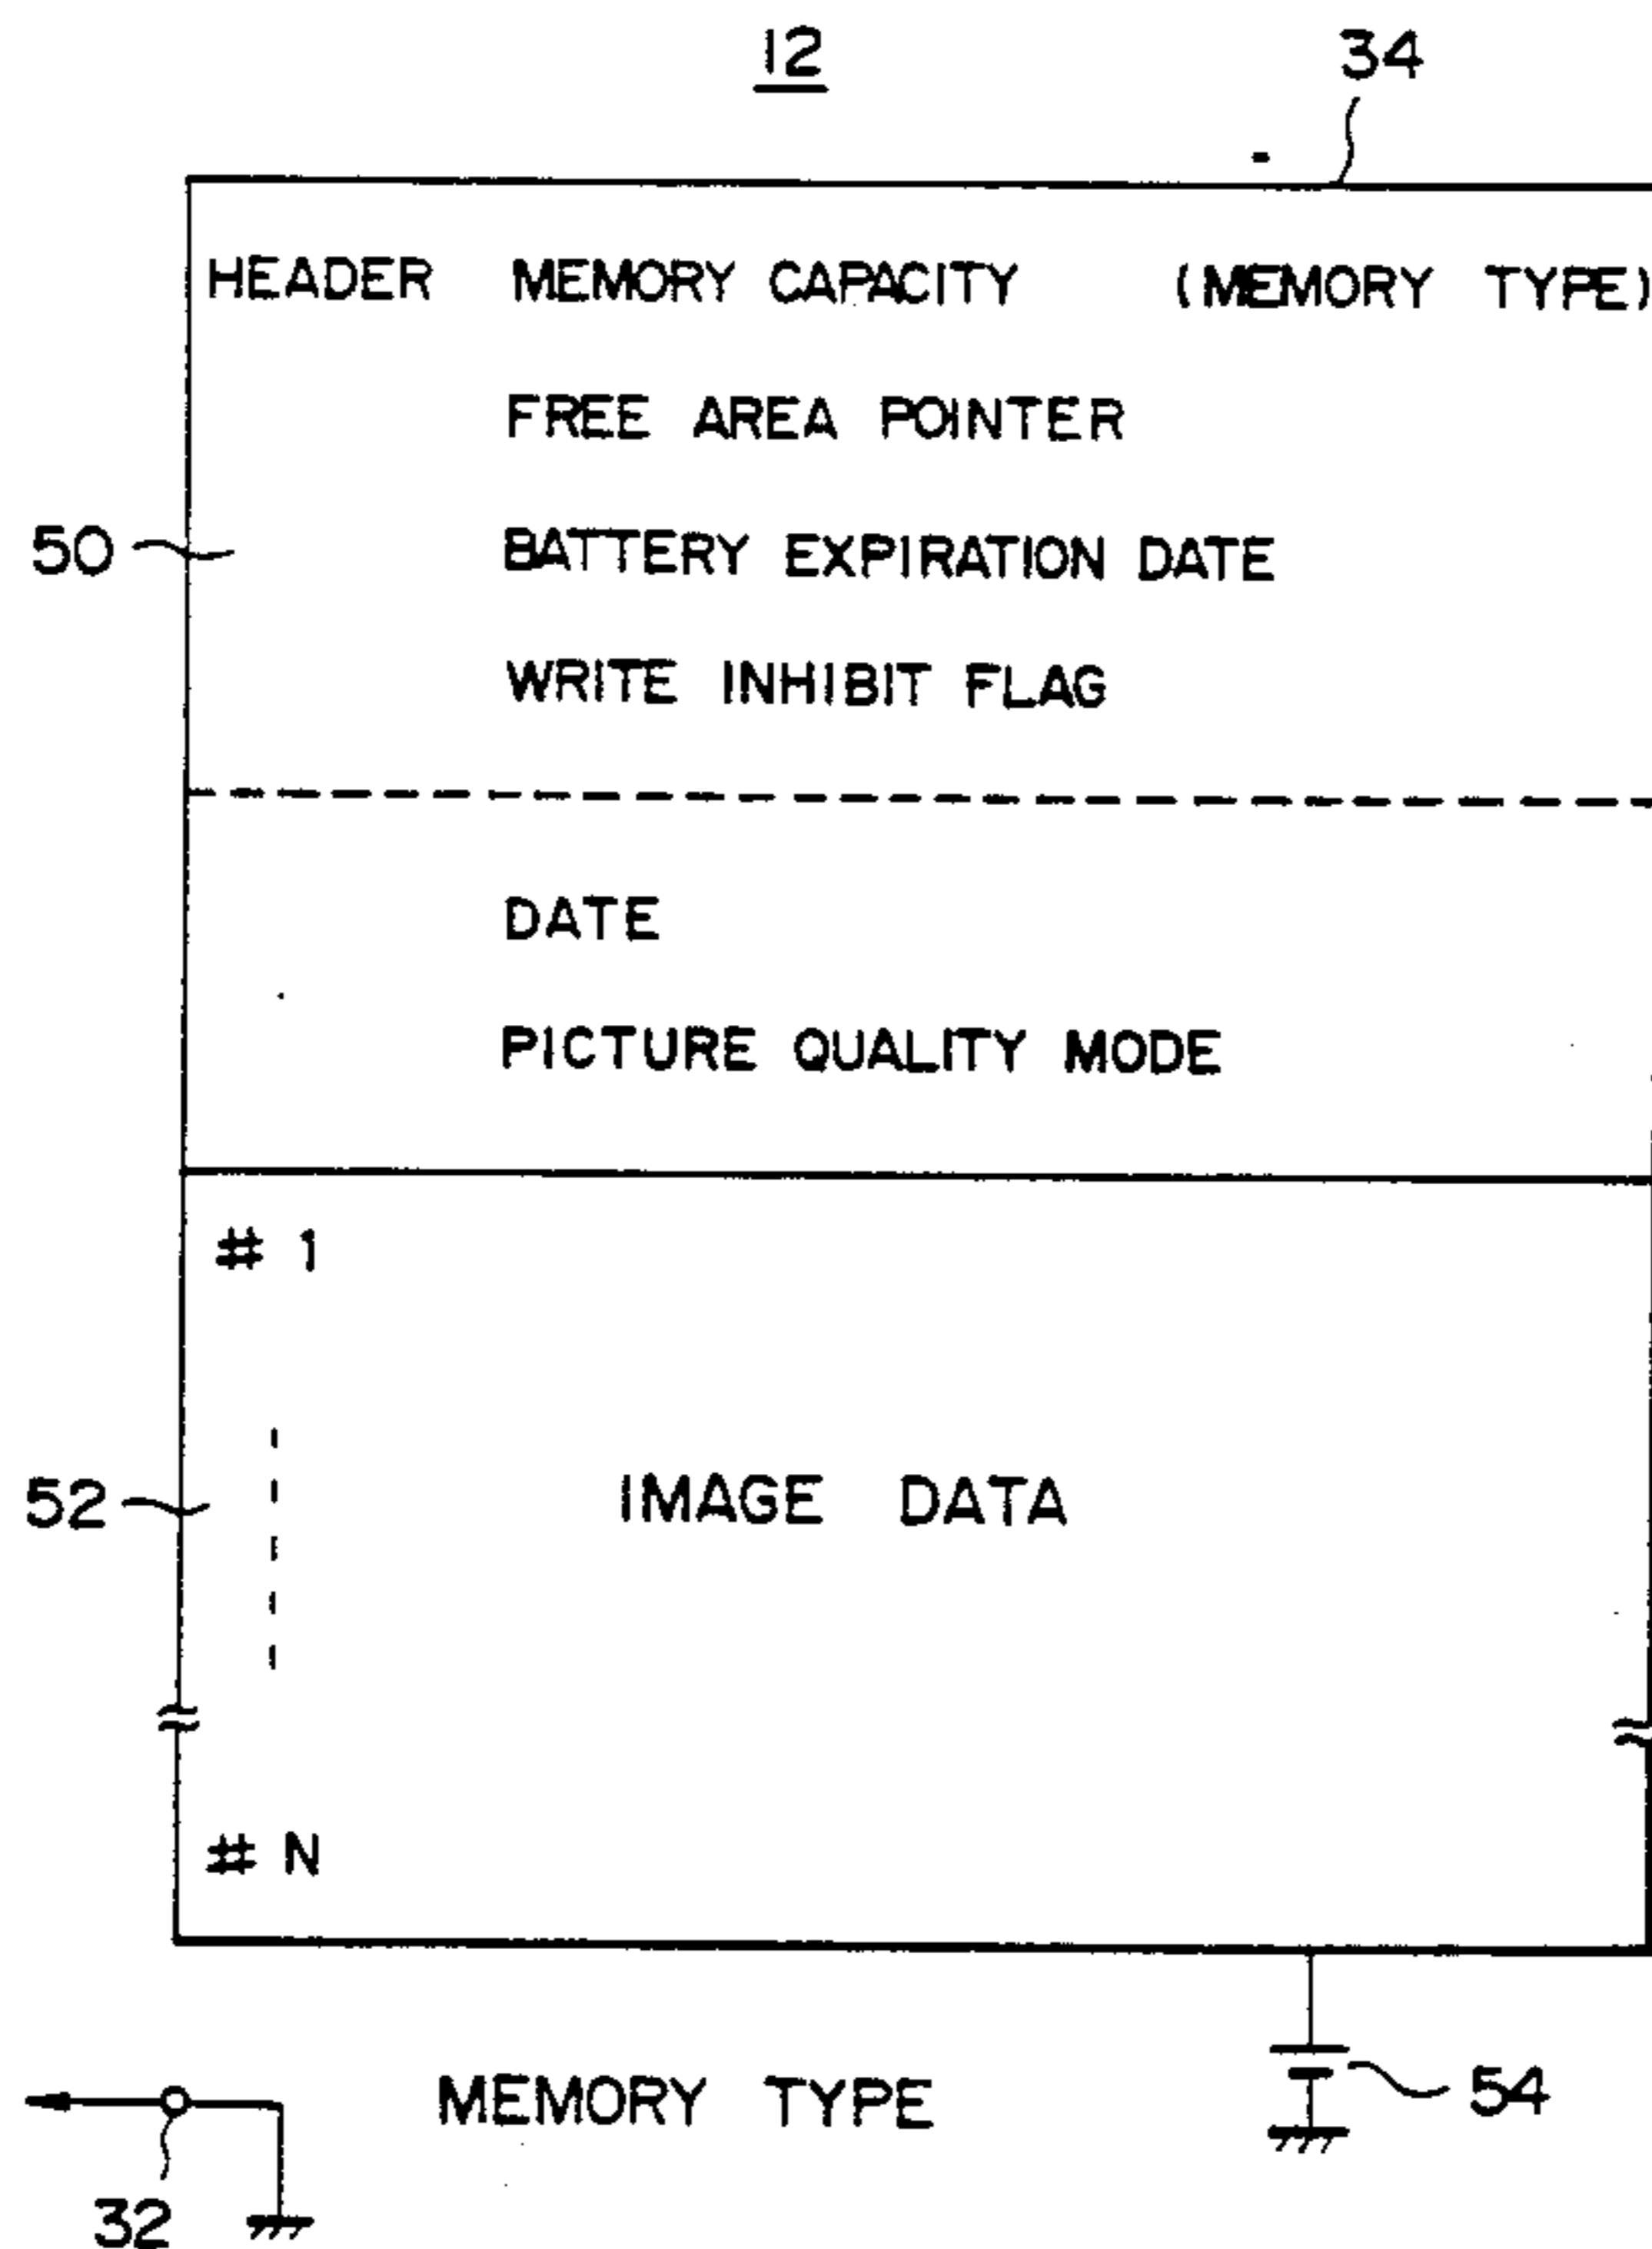 12
34
HEADER MEMORY CAPACITY (MEMORY TYPE)
FREE AREA POINTER
50
BATTERY EXPIRATION DATE
WRITE INHIBIT FLAG
DATE
PICTURE QUALITY MODE
# 1
52
IMAGE DATA
# N
MEMORY TYPE
54
32